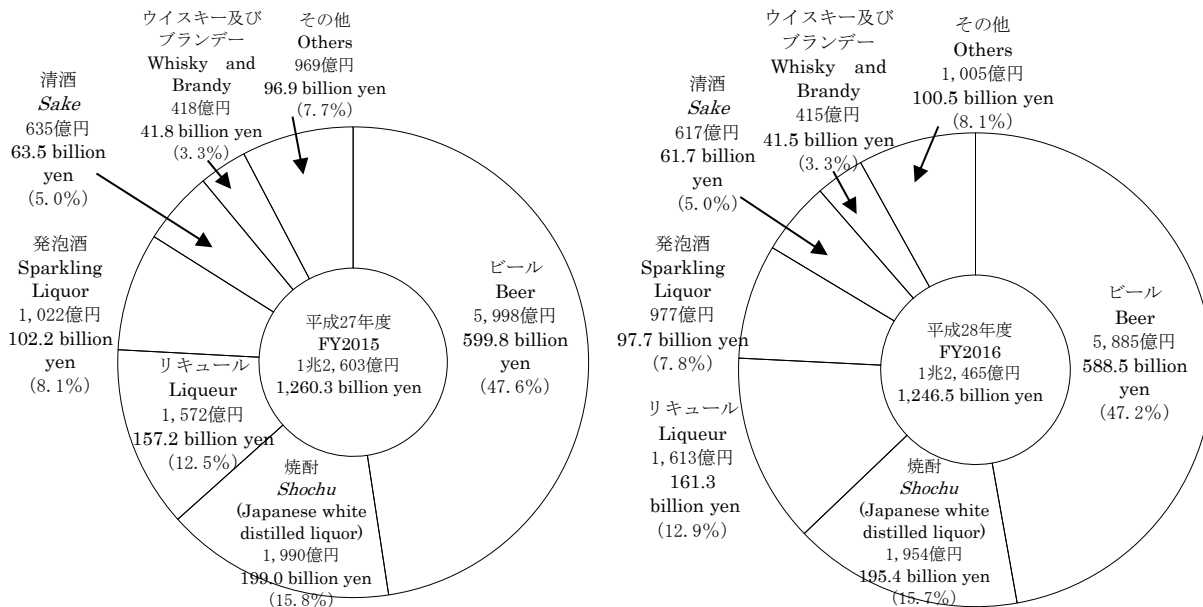 ウイスキー及び
ブランデー
Whisky and
Brandy
418億円
41.8 billion yen
(3.3%)
その他
Others
969億円
96.9 billion yen
(7.7%)
清酒
Sake
635億円
63.5 billion
yen
(5.0%)
発泡酒
Sparkling
Liquor
1,022億円
102.2 billion
yen
(8.1%)
リキュール
Liqueur
1,572億円
157.2 billion yen
(12.5%)
焼酎
Shochu
(Japanese white
distilled liquor)
1,990億円
199.0 billion yen
(15.8%)
ビール
Beer
5,998億円
599.8 billion
yen
(47.6%)
平成27年度
FY2015
1兆2,603億円
1,260.3 billion yen
ウイスキー及び
ブランデー
Whisky and
Brandy
415億円
41.5 billion yen
(3.3%)
その他
Others
1,005億円
100.5 billion yen
(8.1%)
清酒
Sake
617億円
61.7 billion
yen
(5.0%)
発泡酒
Sparkling
Liquor
977億円
97.7 billion yen
(7.8%)
リキュール
Liqueur
1,613億円
161.3
billion yen
(12.9%)
焼酎
Shochu
(Japanese white
distilled liquor)
1,954億円
195.4 billion yen
(15.7%)
ビール
Beer
5,885億円
588.5 billion
yen
(47.2%)
平成28年度
FY2016
1兆2,465億円
1,246.5 billion yen